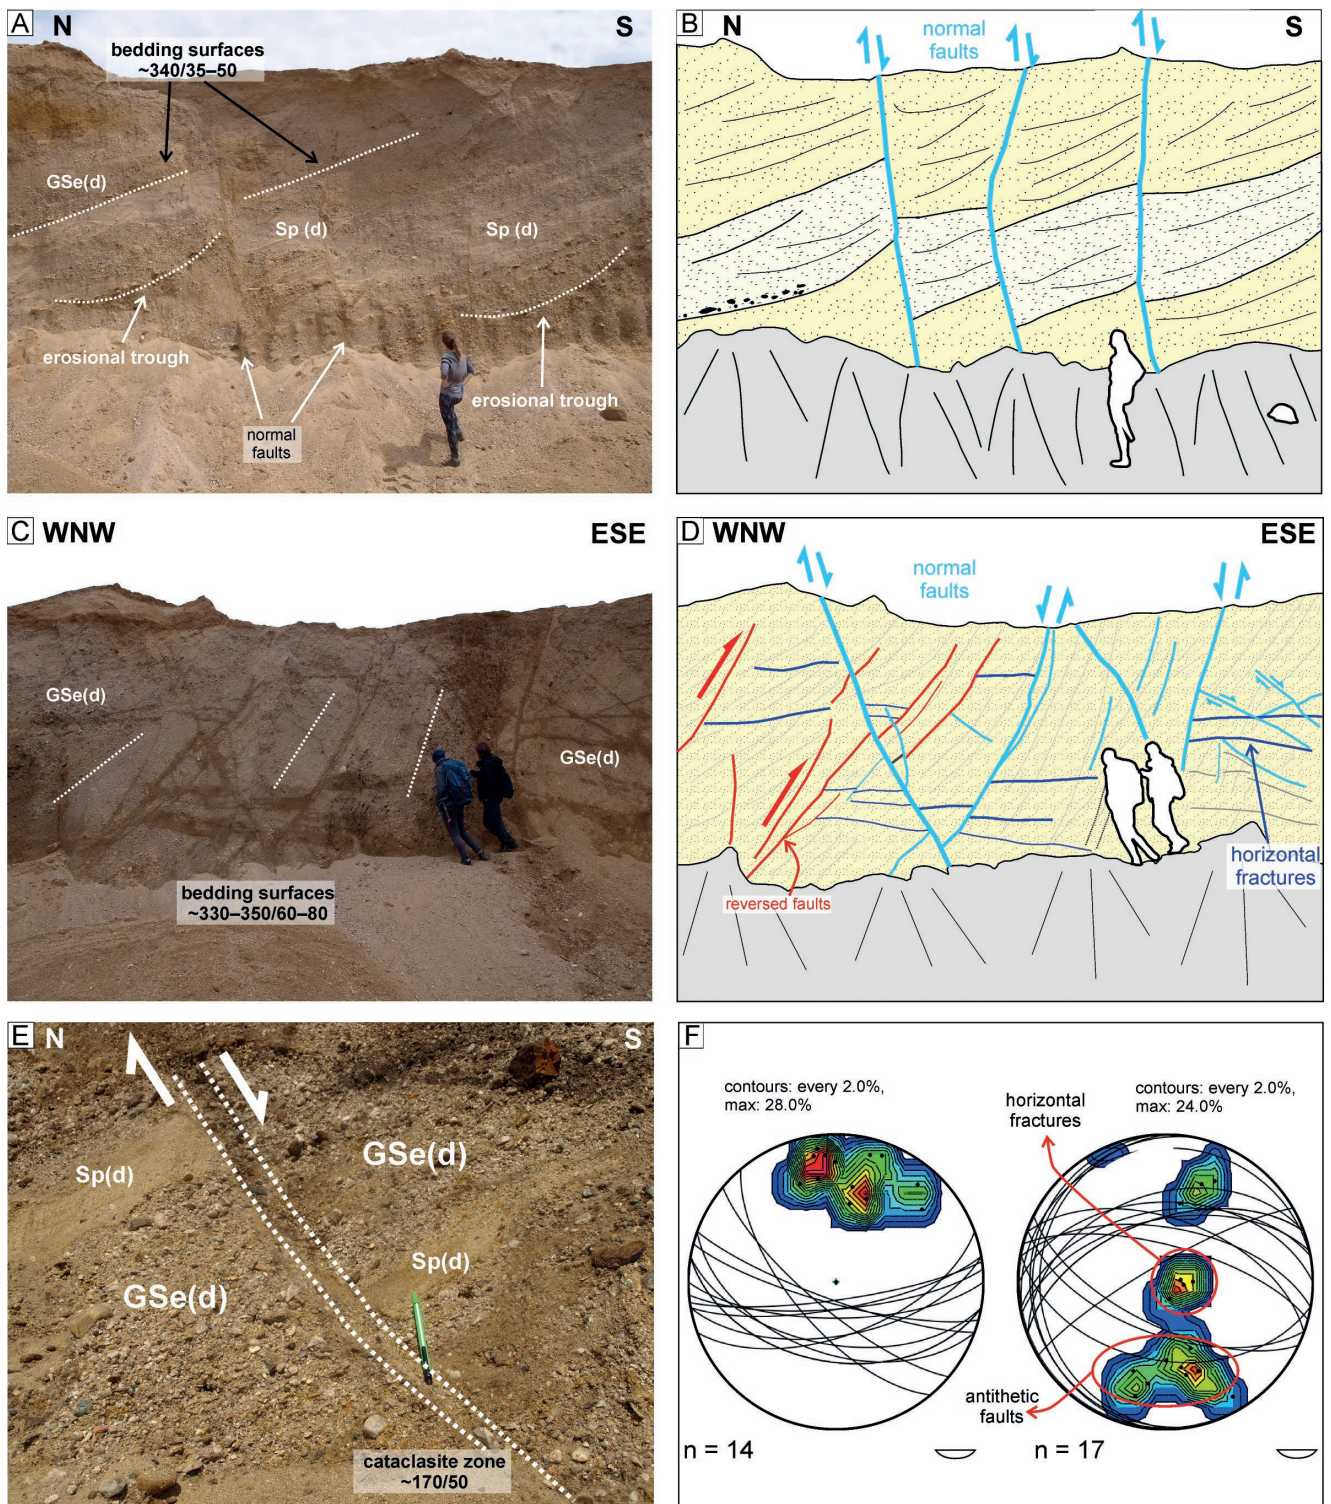 A N S
bedding surfaces
~340/35–50
GSe(d)
Sp (d)
Sp (d)
erosional trough
normal
faults
erosional trough
B N S
normal
faults
C WNW ESE
GSe(d)
GSe(d)
bedding surfaces
~330–350/60–80
D WNW ESE
normal
faults
reversed faults
horizontal
fractures
E N S
Sp(d)
GSe(d)
Sp(d)
GSe(d)
cataclasite zone
~170/50
F
contours: every 2.0%,
max: 28.0%
n = 14
horizontal
fractures
contours: every 2.0%,
max: 24.0%
antithetic
faults
n = 17